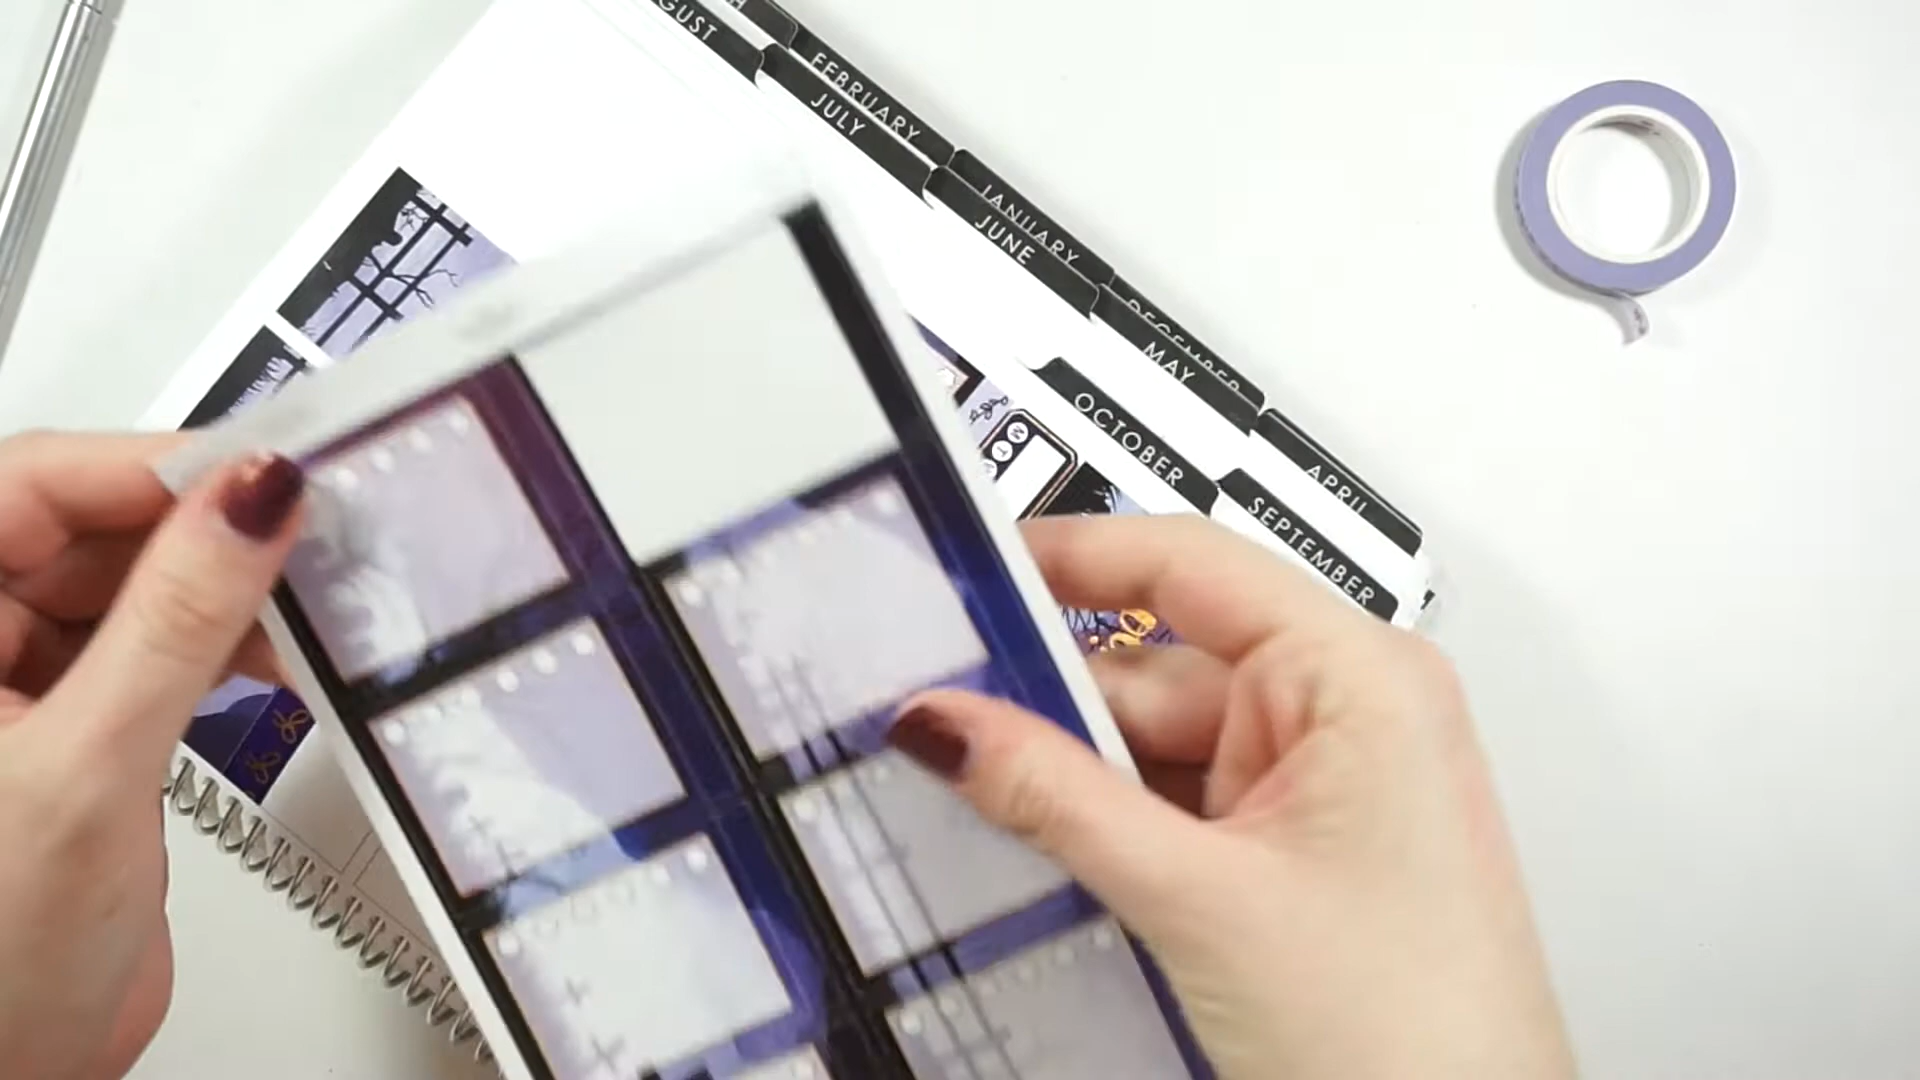 GUST
FEBRUARY
JULY
JANUARY
JUNE
DECEMBER
MAY
OCTOBER
APRIL
SEPTEMBER
M
T